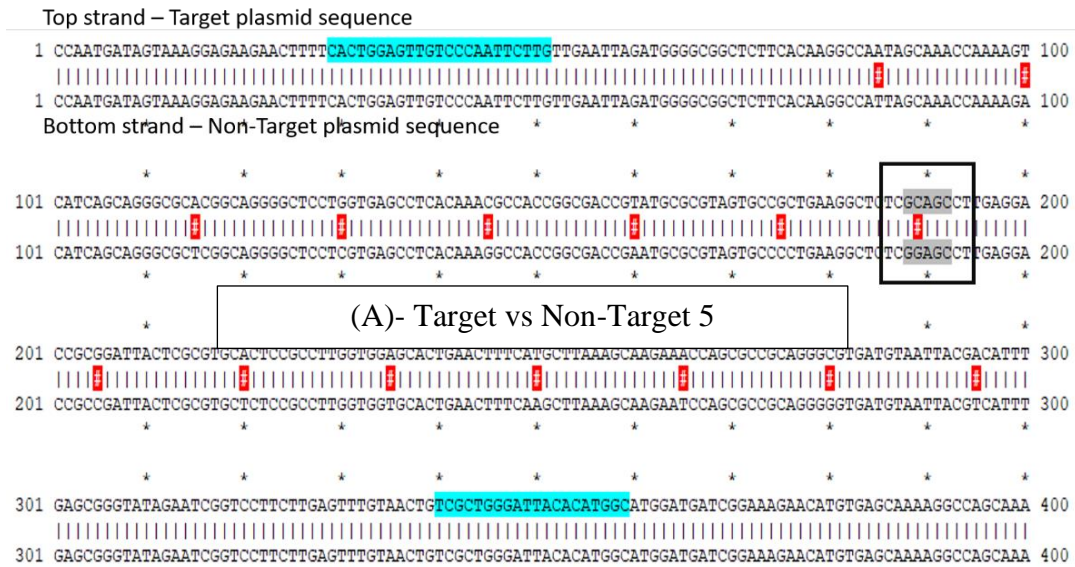 Top strand – Target plasmid sequence
1 CCAATGATAGTAAAGGAGAAGAACTTTTCACTGGAGTTGTCCCAATTCTTGTTGAATTAGATGGGGCGGCTCTTCACAAGGCCAATAGCAAACCAAAAGT 100
1 CCAATGATAGTAAAGGAGAAGAACTTTTCACTGGAGTTGTCCCAATTCTTGTTGAATTAGATGGGGCGGCTCTTCACAAGGCCATTAGCAAACCAAAAGA 100
Bottom strand – Non-Target plasmid sequence
101 CATCAGCAGGGCGCACGGCAGGGGCTCCTGGTGAGCCTCACAAACGCCACCGGCGACCGTATGCGCGTAGTGCCGCTGAAGGCTCTCGCAGCCTTGAGGA 200
101 CATCAGCAGGGCGCTCGGCAGGGGCTCCTCGTGAGCCTCACAAAGGCCACCGGCGACCGAATGCGCGTAGTGCCCCTGAAGGCTCTCGGAGCCTTGAGGA 200
(A)- Target vs Non-Target 5
201 CCGCGGATTACTCGCGTGCACTCCGCCTTGGTGGAGCACTGAACTTTCATGCTTAAAGCAAGAAACCAGCGCCGCAGGGCGTGATGTAATTACGACATTT 300
201 CCGCCGATTACTCGCGTGCTCTCCGCCTTGGTGGTGCACTGAACTTTCAAGCTTAAAGCAAGAATCCAGCGCCGCAGGGGGTGATGTAATTACGTCATTT 300
301 GAGCGGGTATAGAATCGGTCCTTCTTGAGTTTGTAACTGTCGCTGGGATTACACATGGCATGGATGATCGGAAAGAACATGTGAGCAAAAGGCCAGCAAA 400
301 GAGCGGGTATAGAATCGGTCCTTCTTGAGTTTGTAACTGTCGCTGGGATTACACATGGCATGGATGATCGGAAAGAACATGTGAGCAAAAGGCCAGCAAA 400